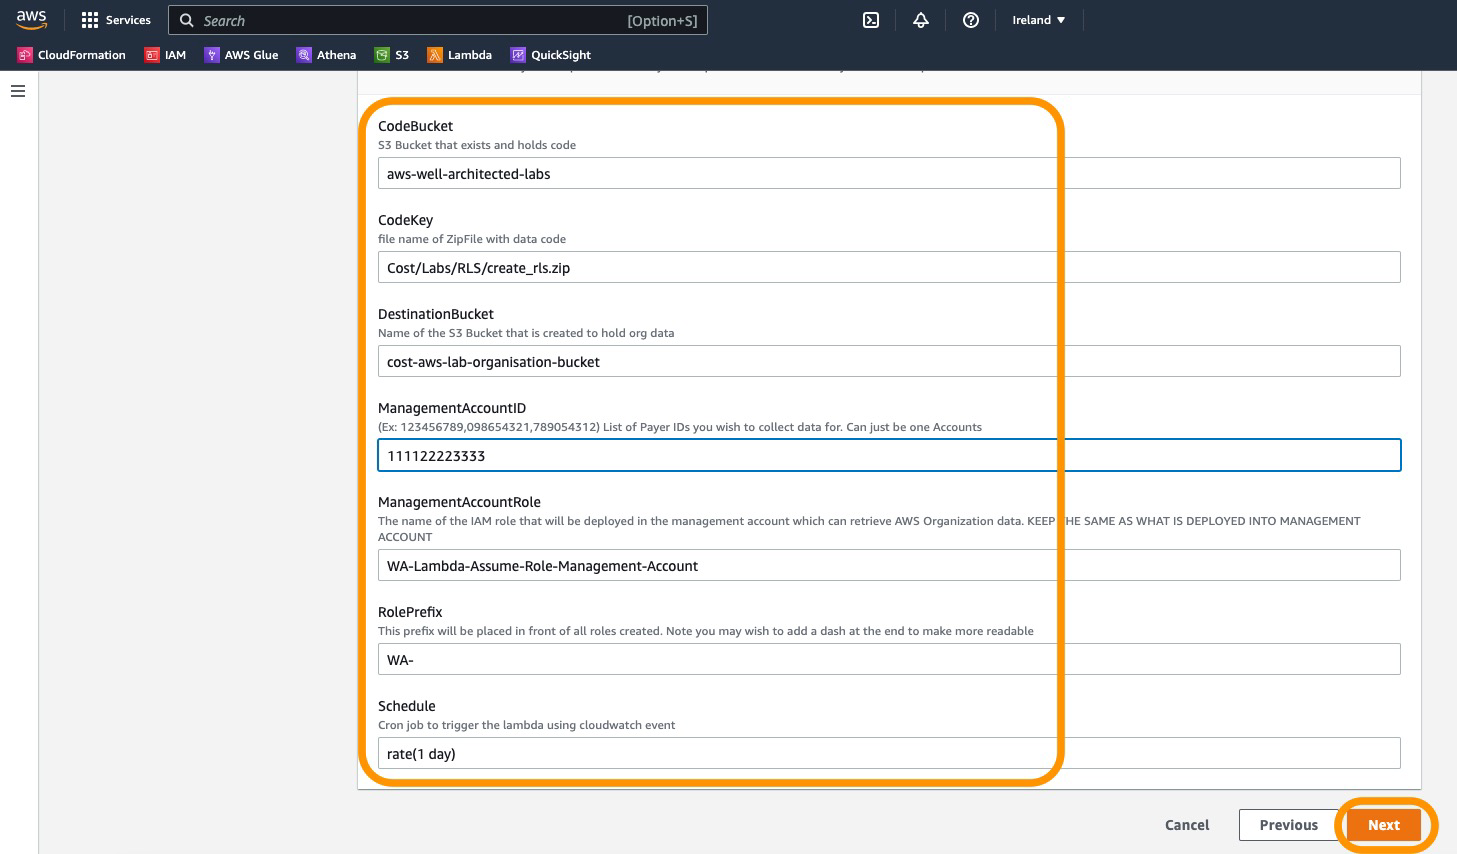 aws Services Search [Option+S] Ireland ▼
CloudFormation IAM AWS Glue Athena S3 Lambda QuickSight
CodeBucket
S3 Bucket that exists and holds code
aws-well-architected-labs
CodeKey
file name of ZipFile with data code
Cost/Labs/RLS/create_rls.zip
DestinationBucket
Name of the S3 Bucket that is created to hold org data
cost-aws-lab-organisation-bucket
ManagementAccountID
(Ex: 123456789,098654321,789054312) List of Payer IDs you wish to collect data for. Can just be one Accounts
111122223333
ManagementAccountRole
The name of the IAM role that will be deployed in the management account which can retrieve AWS Organization data. KEEP THE SAME AS WHAT IS DEPLOYED INTO MANAGEMENT
ACCOUNT
WA-Lambda-Assume-Role-Management-Account
RolePrefix
This prefix will be placed in front of all roles created. Note you may wish to add a dash at the end to make more readable
WA-
Schedule
Cron job to trigger the lambda using cloudwatch event
rate(1 day)
Cancel Previous Next